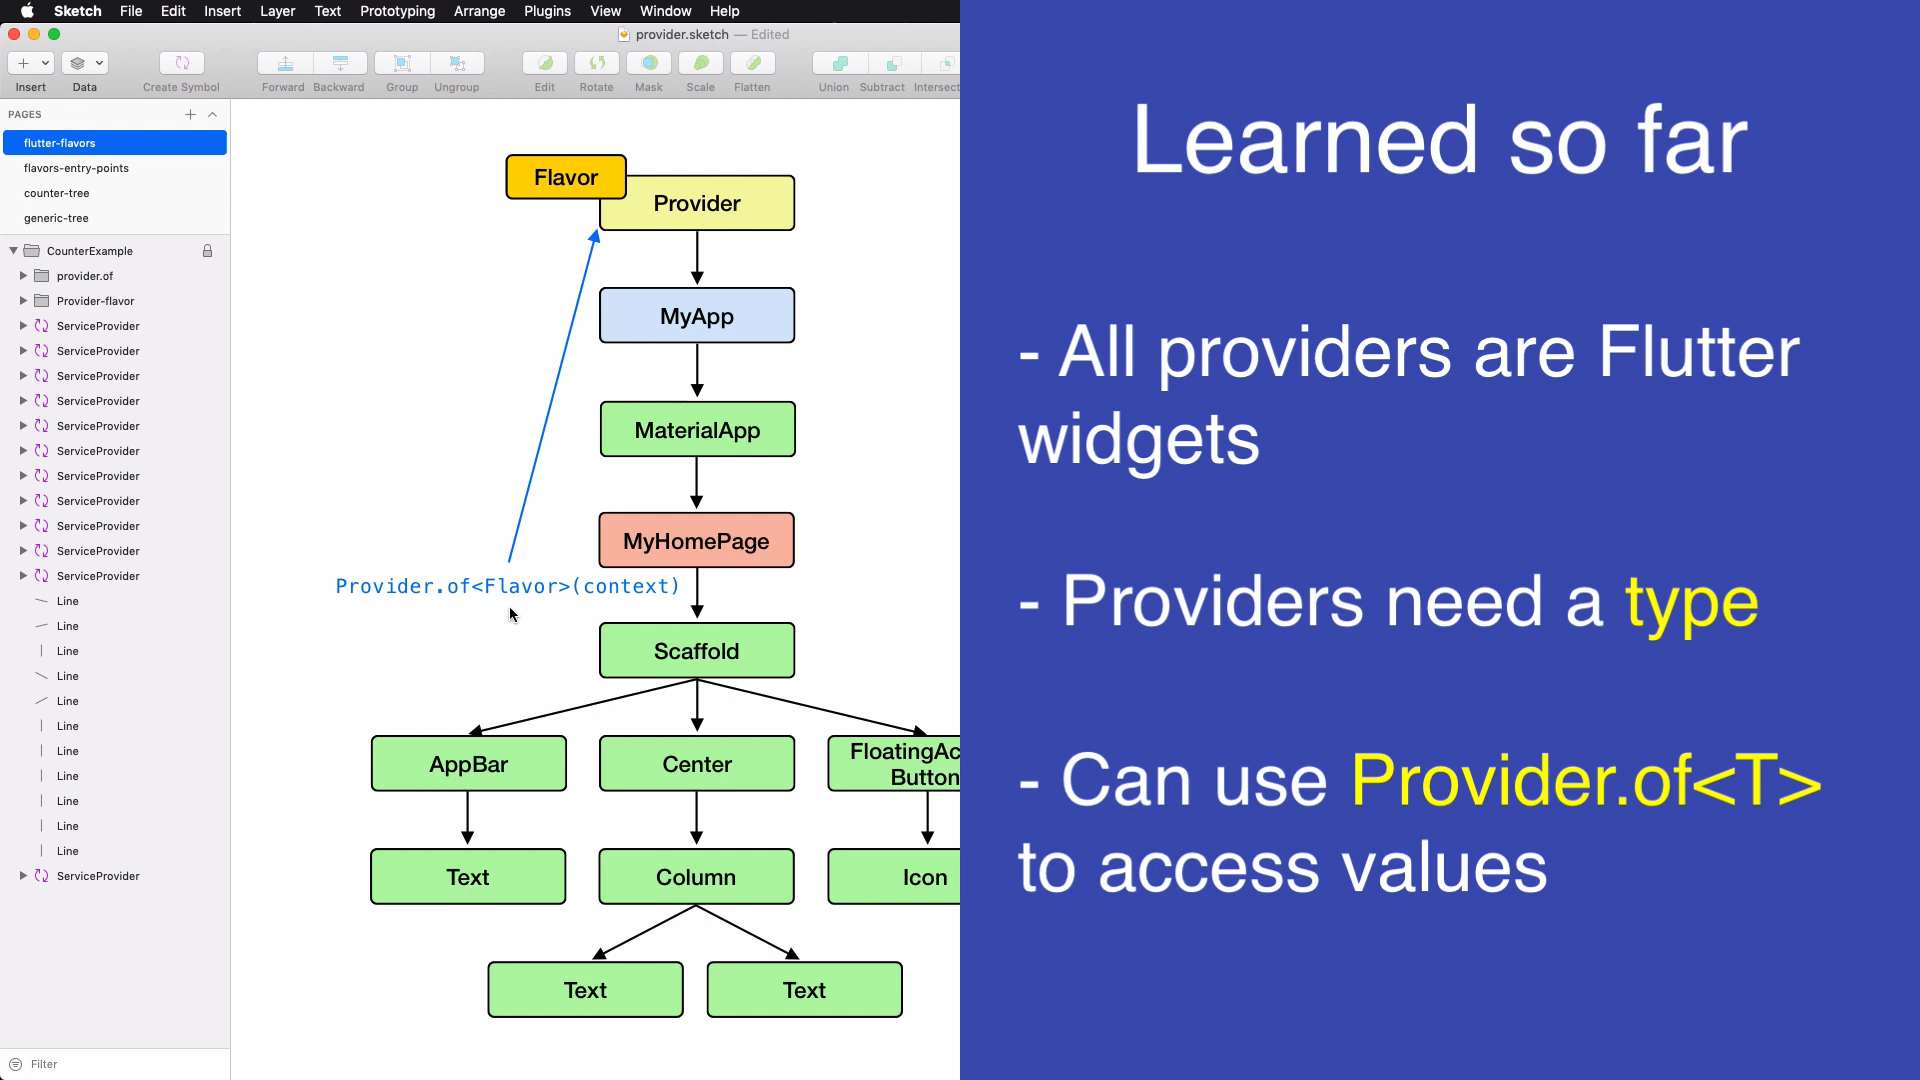 Sketch File Edit Insert Layer Text Prototyping Arrange Plugins View Window Help
provider.sketch — Edited
Insert Data Create Symbol Forward Backward Group Ungroup Edit Rotate Mask Scale Flatten Union Subtract Intersect
PAGES
flutter-flavors
flavors-entry-points
counter-tree
generic-tree
CounterExample
provider.of
Provider-flavor
ServiceProvider
ServiceProvider
ServiceProvider
ServiceProvider
ServiceProvider
ServiceProvider
ServiceProvider
ServiceProvider
ServiceProvider
ServiceProvider
ServiceProvider
Line
Line
Line
Line
Line
Line
Line
Line
Line
Line
Line
ServiceProvider
Filter
Flavor
Provider
MyApp
MaterialApp
MyHomePage
Provider.of<Flavor>(context)
Scaffold
AppBar
Center
FloatingAc
Button
Text
Column
Icon
Text
Text
Learned so far
- All providers are Flutter
widgets
- Providers need a type
- Can use Provider.of<T>
to access values